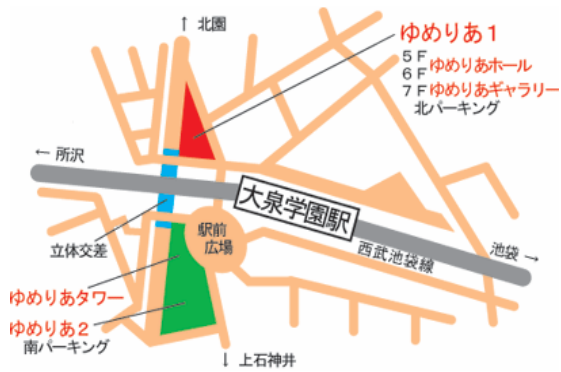 ↑ 北園
ゆめりあ1
5F
6F ゆめりあホール
7F ゆめりあギャラリー
北パーキング
← 所沢
大泉学園駅
駅前
広場
立体交差
西武池袋線
池袋 →
ゆめりあタワー
ゆめりあ2
南パーキング
↓ 上石神井